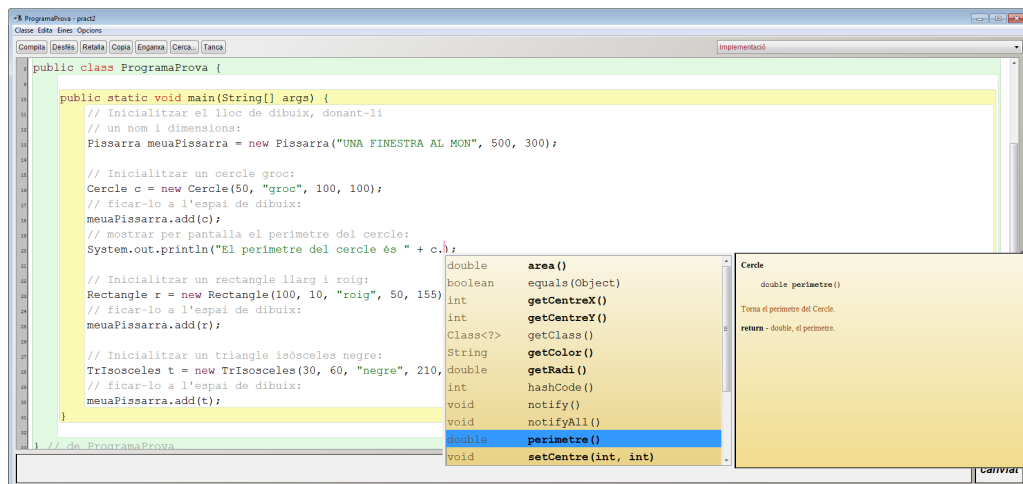 ProgramaProva - pract2
Classe Edita Eines Opcions
Compila Desfés Retalla Copia Enganxa Cerca... Tanca
Implementació
public class ProgramaProva {
public static void main(String[] args) {
// Inicialitzar el lloc de dibuix, donant-li
// un nom i dimensions:
Pissarra meuaPissarra = new Pissarra("UNA FINESTRA AL MON", 500, 300);
// Inicialitzar un cercle groc:
Cercle c = new Cercle(50, "groc", 100, 100);
// ficar-lo a l'espai de dibuix:
meuaPissarra.add(c);
// mostrar per pantalla el perímetre del cercle:
System.out.println("El perímetre del cercle és " + c.);
// Inicialitzar un rectangle llarg i roig:
Rectangle r = new Rectangle(100, 10, "roig", 50, 155)
// ficar-lo a l'espai de dibuix:
meuaPissarra.add(r);
// Inicialitzar un triangle isòsceles negre:
TrIsosceles t = new TrIsosceles(30, 60, "negre", 210,
// ficar-lo a l'espai de dibuix:
meuaPissarra.add(t);
}
} // de ProgramaProva
double area()
boolean equals(Object)
int getCentreX()
int getCentreY()
Class<?> getClass()
String getColor()
double getRadi()
int hashCode()
void notify()
void notifyAll()
double perimetre()
void setCentre(int, int)
Cercle
double perimetre()
Torna el perimetre del Cercle.
return - double, el perimetre.
canviat